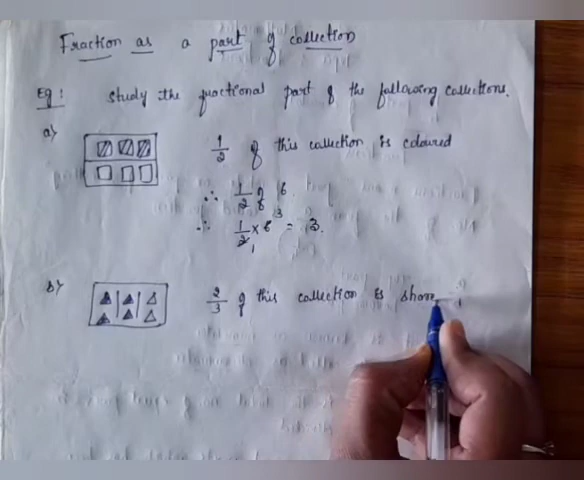 Fraction as a part of collection
Eg: Study the fractional part of the following collections.
a) 1/2 of this collection is coloured
∴ 1/2 of 6
∴ 1/2 × 6 = 3.
b) 2/3 of this collection is